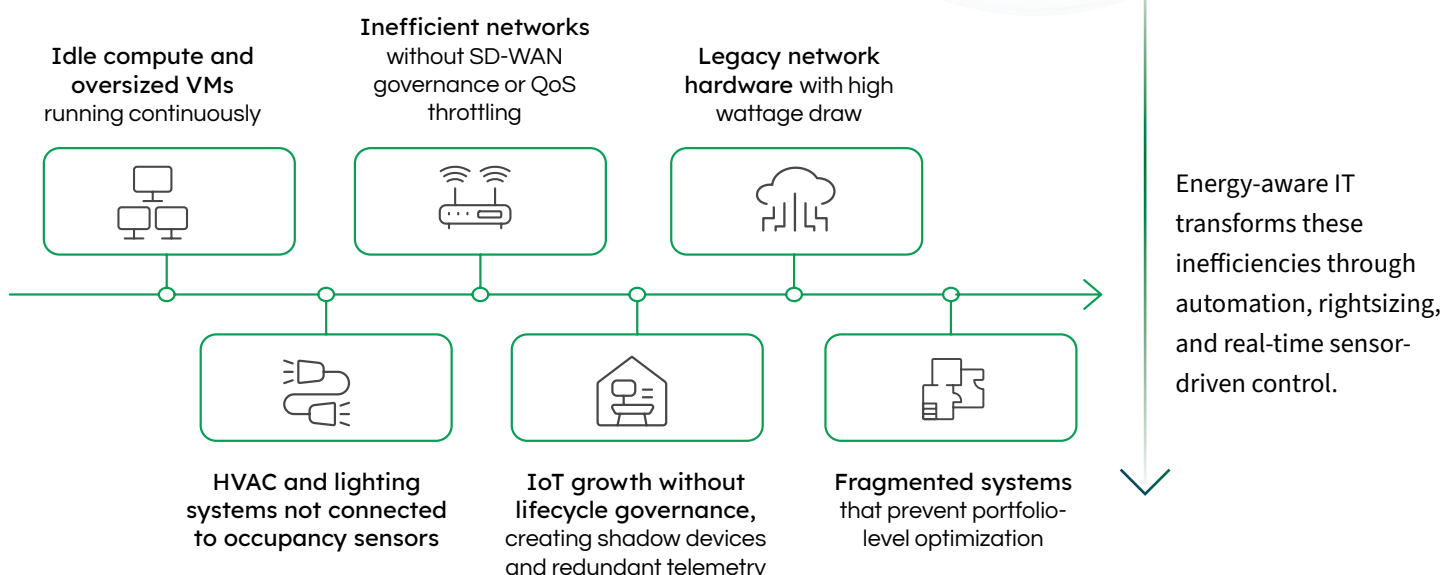 Idle compute and
oversized VMs
running continuously
Inefficient networks
without SD-WAN
governance or QoS
throttling
Legacy network
hardware with high
wattage draw
HVAC and lighting
systems not connected
to occupancy sensors
IoT growth without
lifecycle governance,
creating shadow devices
and redundant telemetry
Fragmented systems
that prevent portfolio-
level optimization
Energy-aware IT
transforms these
inefficiencies through
automation, rightsizing,
and real-time sensor-
driven control.